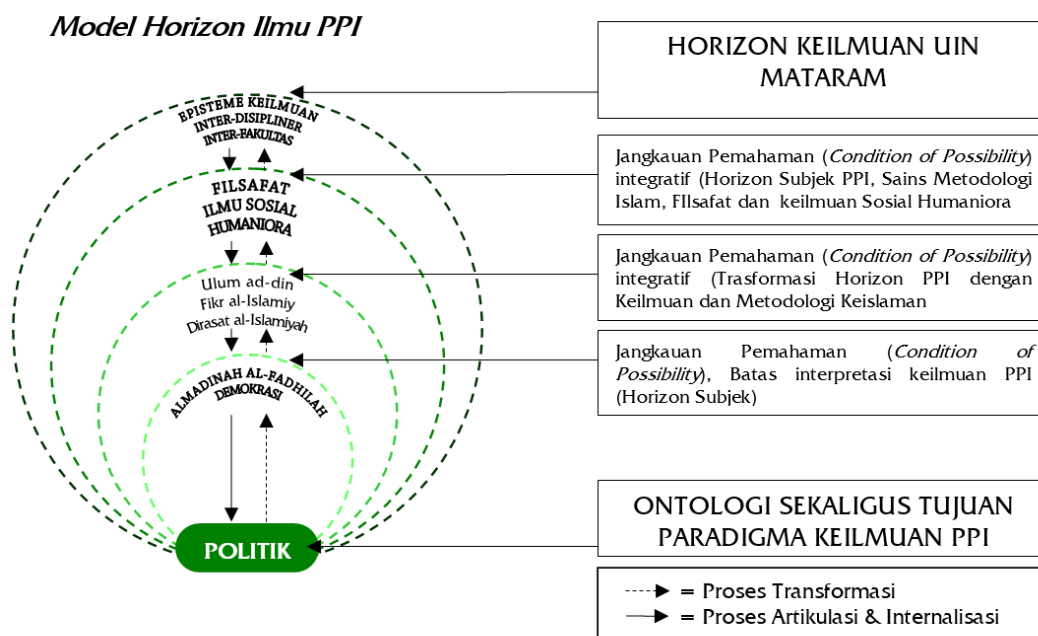 Model Horizon Ilmu PPI
EPISTEME KEILMUAN
INTER-DISIPLINER
INTER-FAKULTAS
FILSAFAT
ILMU SOSIAL
HUMANIORA
Ulum ad-din
Fikr al-Islamiy
Dirasat al-Islamiyah
ALMADINAH AL-FADHILAH
DEMOKRASI
POLITIK
HORIZON KEILMUAN UIN
MATARAM
Jangkauan Pemahaman (Condition of Possibility)
integratif (Horizon Subjek PPI, Sains Metodologi
Islam, FIlsafat dan keilmuan Sosial Humaniora
Jangkauan Pemahaman (Condition of Possibility)
integratif (Trasformasi Horizon PPI dengan
Keilmuan dan Metodologi Keislaman
Jangkauan Pemahaman (Condition of
Possibility), Batas interpretasi keilmuan PPI
(Horizon Subjek)
ONTOLOGI SEKALIGUS TUJUAN
PARADIGMA KEILMUAN PPI
= Proses Transformasi
= Proses Artikulasi & Internalisasi